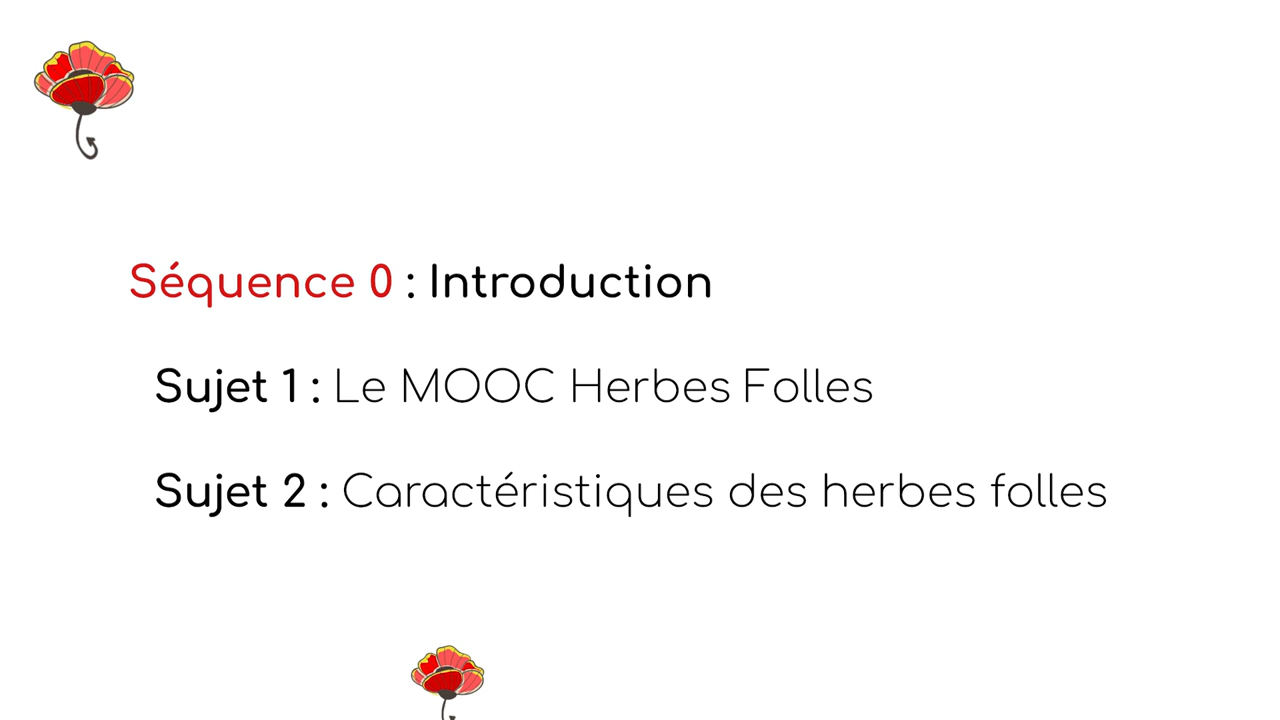 Séquence 0 : Introduction
Sujet 1 : Le MOOC Herbes Folles
Sujet 2 : Caractéristiques des herbes folles